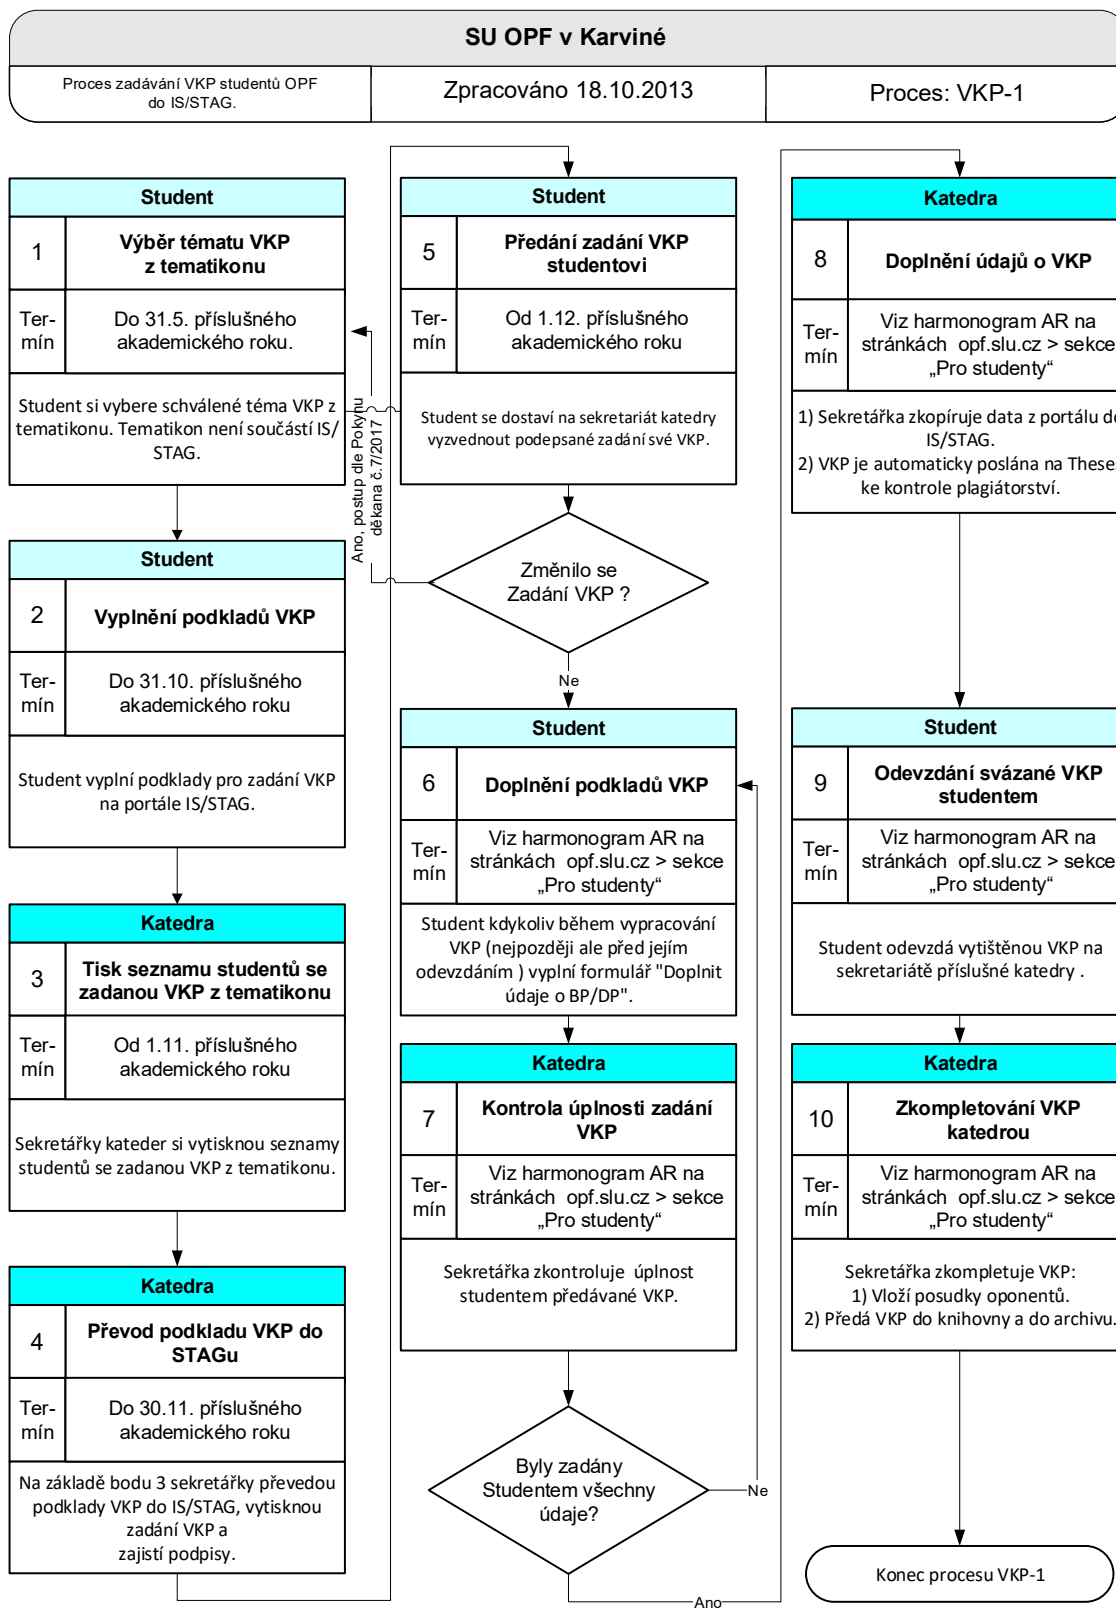 SU OPF v Karviné
Proces zadávání VKP studentů OPF
do IS/STAG.
Zpracováno 18.10.2013
Proces: VKP-1
Student
1
Výběr tématu VKP
z tematikonu
Ter-
mín
Do 31.5. příslušného
akademického roku.
Student si vybere schválené téma VKP z
tematikonu. Tematikon není součástí IS/
STAG.
Student
2
Vyplnění podkladů VKP
Ter-
mín
Do 31.10. příslušného
akademického roku
Student vyplní podklady pro zadání VKP
na portále IS/STAG.
Katedra
3
Tisk seznamu studentů se
zadanou VKP z tematikonu
Ter-
mín
Od 1.11. příslušného
akademického roku
Sekretářky kateder si vytisknou seznamy
studentů se zadanou VKP z tematikonu.
Katedra
4
Převod podkladu VKP do
STAGu
Ter-
mín
Do 30.11. příslušného
akademického roku
Na základě bodu 3 sekretářky převedou
podklady VKP do IS/STAG, vytisknou
zadání VKP a
zajistí podpisy.
Student
5
Předání zadání VKP
studentovi
Ter-
mín
Od 1.12. příslušného
akademického roku
Student se dostaví na sekretariát katedry
vyzvednout podepsané zadání své VKP.
Změnilo se
Zadání VKP ?
Ano, postup dle Pokynu
děkana č.7/2017
Ne
Student
6
Doplnění podkladů VKP
Ter-
mín
Viz harmonogram AR na
stránkách opf.slu.cz > sekce
„Pro studenty“
Student kdykoliv během vypracování
VKP (nejpozději ale před jejím
odevzdáním ) vyplní formulář "Doplnit
údaje o BP/DP".
Katedra
7
Kontrola úplnosti zadání
VKP
Ter-
mín
Viz harmonogram AR na
stránkách opf.slu.cz > sekce
„Pro studenty“
Sekretářka zkontroluje úplnost
studentem předávané VKP.
Byly zadány
Studentem všechny
údaje?
Ne
Ano
Katedra
8
Doplnění údajů o VKP
Ter-
mín
Viz harmonogram AR na
stránkách opf.slu.cz > sekce
„Pro studenty“
1) Sekretářka zkopíruje data z portálu do
IS/STAG.
2) VKP je automaticky poslána na Theses
ke kontrole plagiátorství.
Student
9
Odevzdání svázané VKP
studentem
Ter-
mín
Viz harmonogram AR na
stránkách opf.slu.cz > sekce
„Pro studenty“
Student odevzdá vytištěnou VKP na
sekretariátě příslušné katedry .
Katedra
10
Zkompletování VKP
katedrou
Ter-
mín
Viz harmonogram AR na
stránkách opf.slu.cz > sekce
„Pro studenty“
Sekretářka zkompletuje VKP:
1) Vloží posudky oponentů.
2) Předá VKP do knihovny a do archivu.
Konec procesu VKP-1